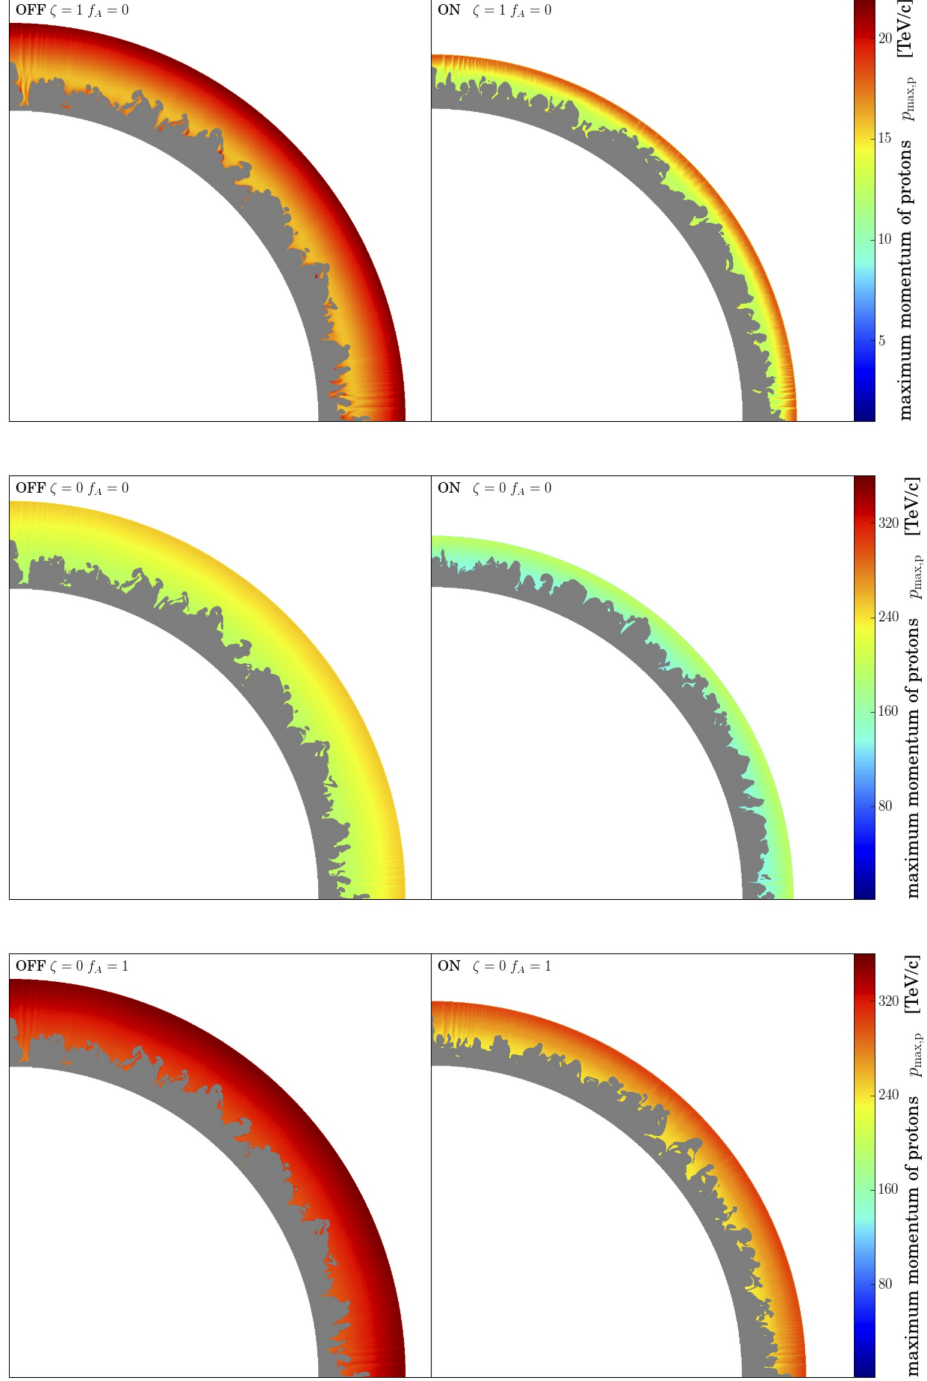 OFF ζ = 1 f_A = 0
ON ζ = 1 f_A = 0
20
15
10
5
maximum momentum of protons p_max,p [TeV/c]
OFF ζ = 0 f_A = 0
ON ζ = 0 f_A = 0
320
240
160
80
maximum momentum of protons p_max,p [TeV/c]
OFF ζ = 0 f_A = 1
ON ζ = 0 f_A = 1
320
240
160
80
maximum momentum of protons p_max,p [TeV/c]